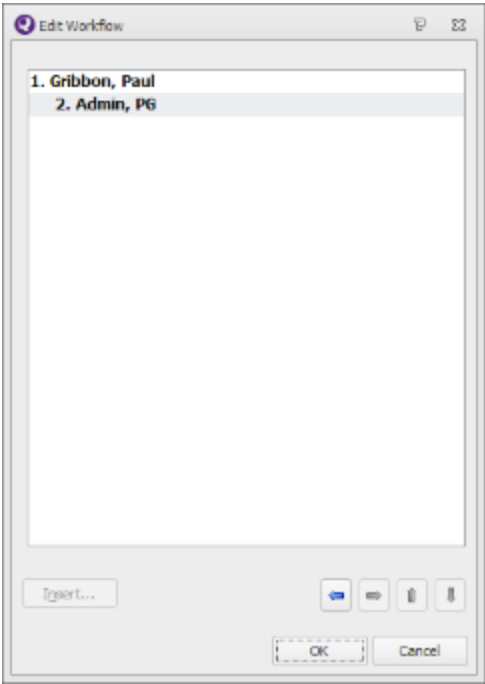 Edit Workflow
1. Gribbon, Paul
2. Admin, PG
Insert...
OK
Cancel